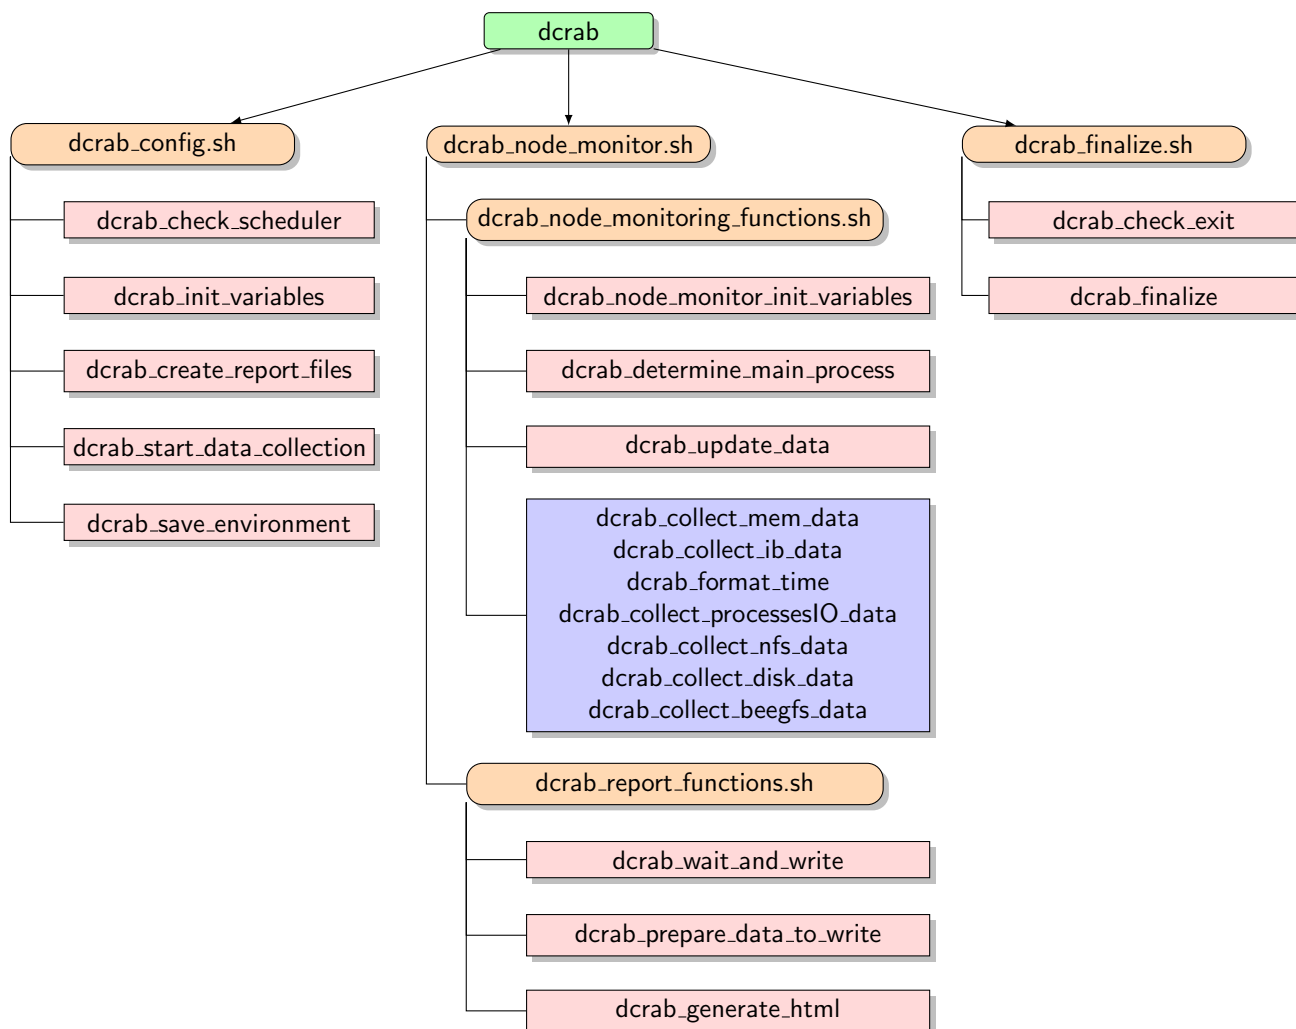 dcrab
dcrab_config.sh
dcrab_check_scheduler
dcrab_init_variables
dcrab_create_report_files
dcrab_start_data_collection
dcrab_save_environment
dcrab_node_monitor.sh
dcrab_node_monitoring_functions.sh
dcrab_node_monitor_init_variables
dcrab_determine_main_process
dcrab_update_data
dcrab_collect_mem_data
dcrab_collect_ib_data
dcrab_format_time
dcrab_collect_processesIO_data
dcrab_collect_nfs_data
dcrab_collect_disk_data
dcrab_collect_beegfs_data
dcrab_report_functions.sh
dcrab_wait_and_write
dcrab_prepare_data_to_write
dcrab_generate_html
dcrab_finalize.sh
dcrab_check_exit
dcrab_finalize